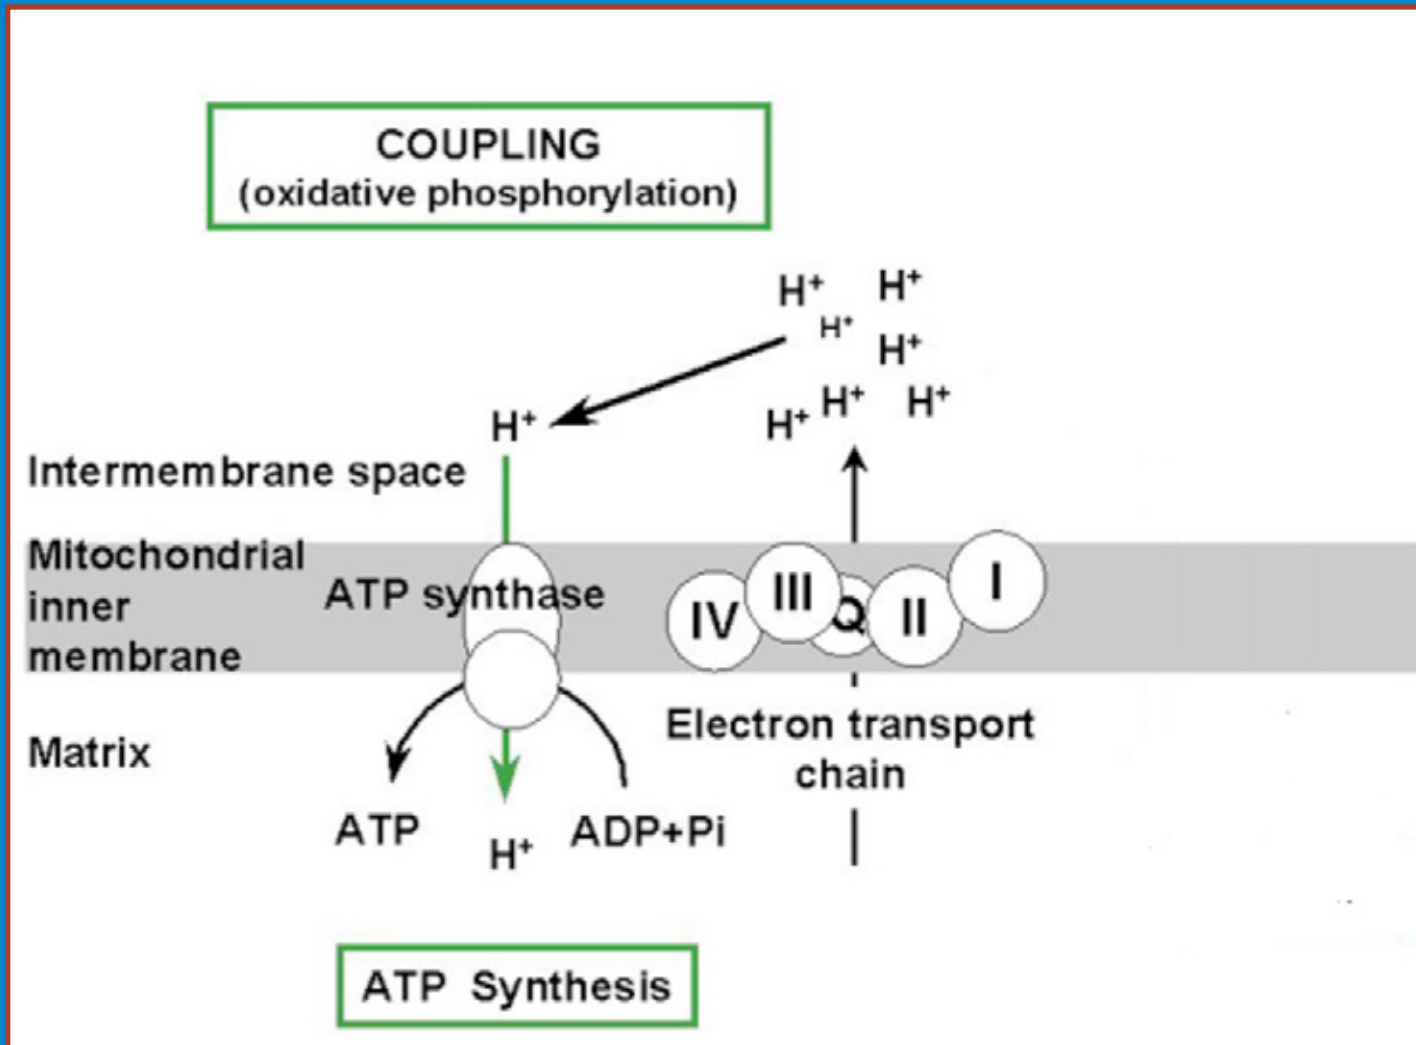 COUPLING
(oxidative phosphorylation)
H⁺ H⁺
H⁺
H⁺
H⁺ H⁺ H⁺
H⁺
Intermembrane space
Mitochondrial
inner
membrane
ATP synthase
IV III Q II I
Matrix
Electron transport
chain
ATP H⁺ ADP+Pi
ATP Synthesis